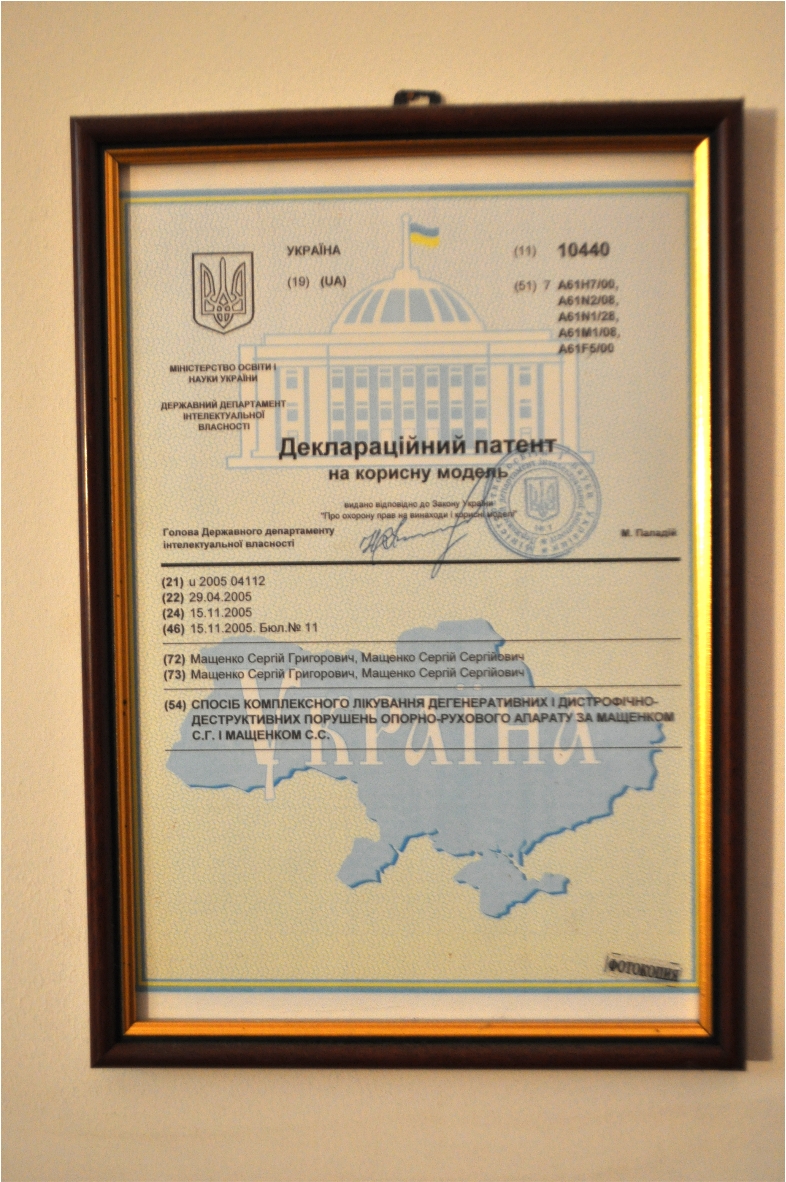 УКРАЇНА
(19) (UA)
(11) 10440
(51) 7 A61H7/00,
A61N2/08,
A61N1/28,
A61M1/08,
A61F5/00
МІНІСТЕРСТВО ОСВІТИ І
НАУКИ УКРАЇНИ
ДЕРЖАВНИЙ ДЕПАРТАМЕНТ
ІНТЕЛЕКТУАЛЬНОЇ
ВЛАСНОСТІ
Деклараційний патент
на корисну модель
видано відповідно до Закону України
"Про охорону прав на винаходи і корисні моделі"
Голова Державного департаменту
інтелектуальної власності
М. Паладій
(21) u 2005 04112
(22) 29.04.2005
(24) 15.11.2005
(46) 15.11.2005. Бюл.№ 11
(72) Мащенко Сергій Григорович, Мащенко Сергій Сергійович
(73) Мащенко Сергій Григорович, Мащенко Сергій Сергійович
(54) СПОСІБ КОМПЛЕКСНОГО ЛІКУВАННЯ ДЕГЕНЕРАТИВНИХ І ДИСТРОФІЧНО-
ДЕСТРУКТИВНИХ ПОРУШЕНЬ ОПОРНО-РУХОВОГО АПАРАТУ ЗА МАЩЕНКОМ
С.Г. І МАЩЕНКОМ С.С.
Україна
ФОТОКОПИЯ